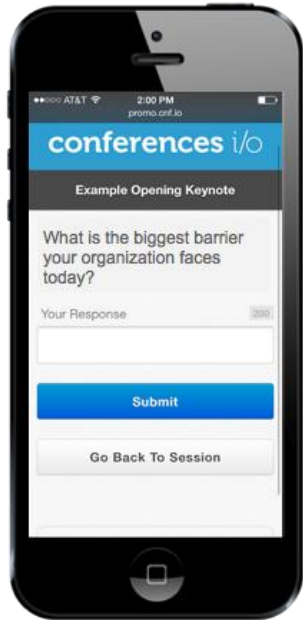 AT&T 2:00 PM
promo.cnf.io
conferences i/o
Example Opening Keynote
What is the biggest barrier
your organization faces
today?
Your Response 200
Submit
Go Back To Session